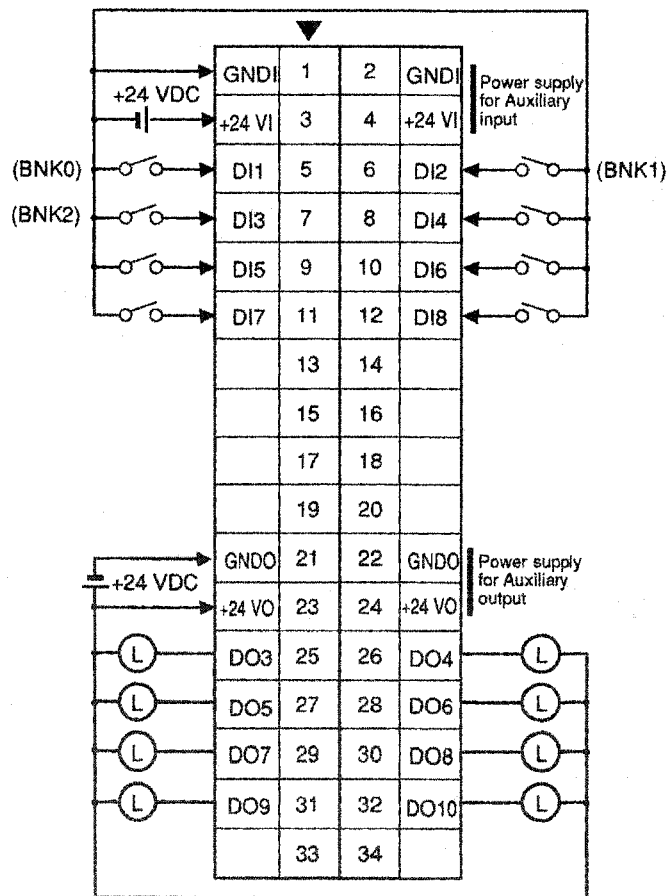 GNDI 1 2 GNDI
Power supply
for Auxiliary
input
+24 VDC
+24 VI 3 4 +24 VI
(BNK0) DI1 5 6 DI2 (BNK1)
(BNK2) DI3 7 8 DI4
DI5 9 10 DI6
DI7 11 12 DI8
13 14
15 16
17 18
19 20
GNDO 21 22 GNDO
Power supply
for Auxiliary
output
+24 VDC
+24 VO 23 24 +24 VO
L DO3 25 26 DO4 L
L DO5 27 28 DO6 L
L DO7 29 30 DO8 L
L DO9 31 32 DO10 L
33 34